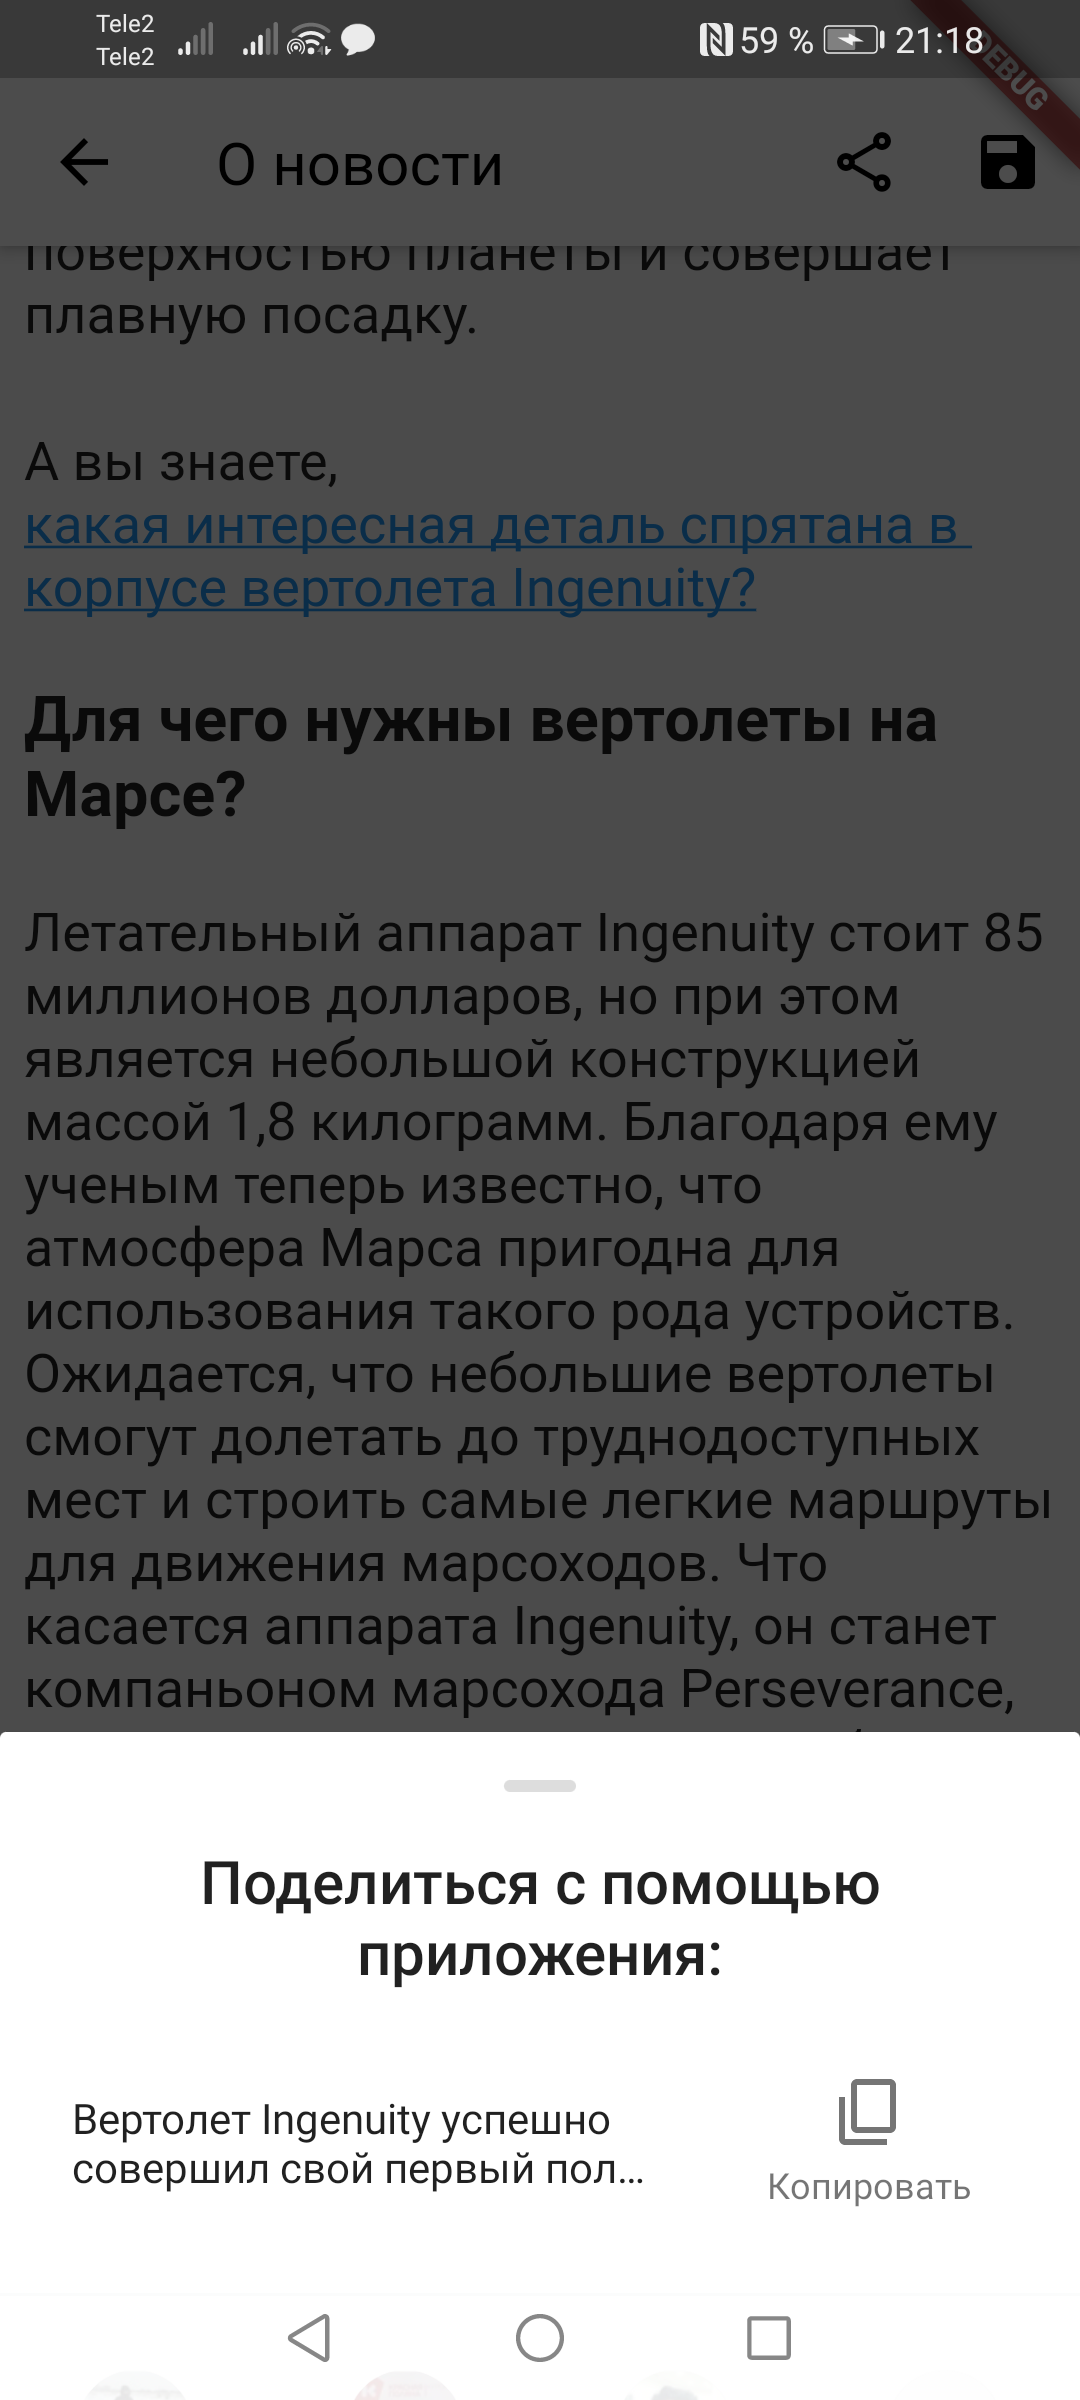 Tele2
Tele2
59 %
21:18
DEBUG
О новости
поверхностью планеты и совершает
плавную посадку.
А вы знаете,
какая интересная деталь спрятана в
корпусе вертолета Ingenuity?
Для чего нужны вертолеты на
Марсе?
Летательный аппарат Ingenuity стоит 85
миллионов долларов, но при этом
является небольшой конструкцией
массой 1,8 килограмм. Благодаря ему
ученым теперь известно, что
атмосфера Марса пригодна для
использования такого рода устройств.
Ожидается, что небольшие вертолеты
смогут долетать до труднодоступных
мест и строить самые легкие маршруты
для движения марсоходов. Что
касается аппарата Ingenuity, он станет
компаньоном марсохода Perseverance,
Поделиться с помощью
приложения:
Вертолет Ingenuity успешно
совершил свой первый пол...
Копировать